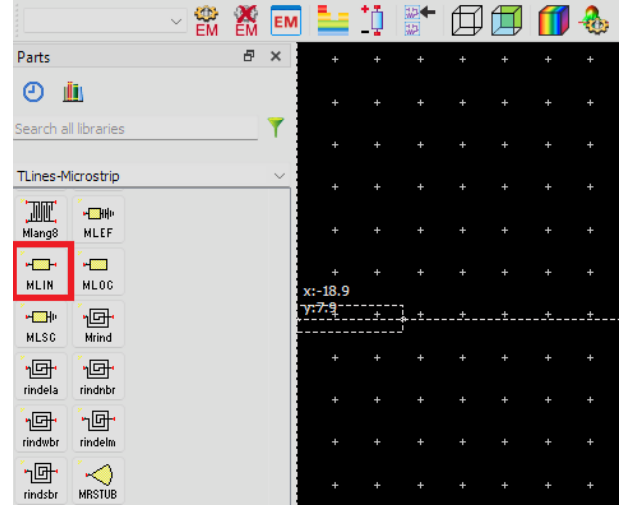 EM EM EM
Parts
Search all libraries
TLines-Microstrip
Mlang8 MLEF
MLIN MLOC
x:-18.9
y:7.9
MLSC Mrind
rindela rindnbr
rindwbr rindelm
rindsbr MRSTUB